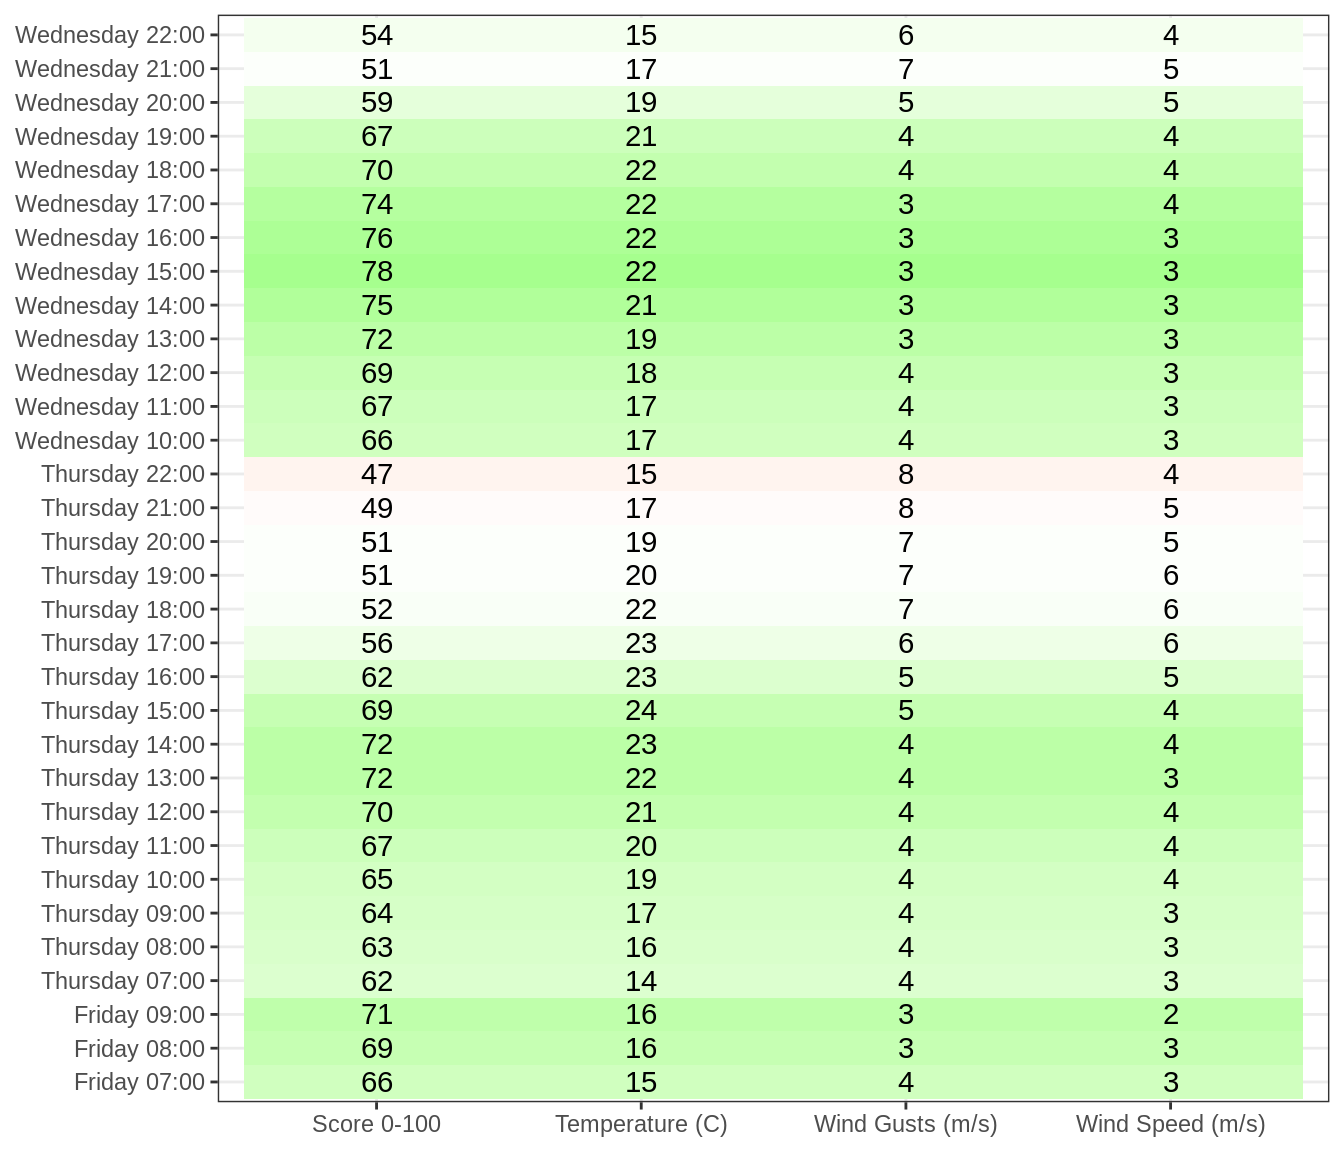 Wednesday 22:00 54 15 6 4
Wednesday 21:00 51 17 7 5
Wednesday 20:00 59 19 5 5
Wednesday 19:00 67 21 4 4
Wednesday 18:00 70 22 4 4
Wednesday 17:00 74 22 3 4
Wednesday 16:00 76 22 3 3
Wednesday 15:00 78 22 3 3
Wednesday 14:00 75 21 3 3
Wednesday 13:00 72 19 3 3
Wednesday 12:00 69 18 4 3
Wednesday 11:00 67 17 4 3
Wednesday 10:00 66 17 4 3
Thursday 22:00 47 15 8 4
Thursday 21:00 49 17 8 5
Thursday 20:00 51 19 7 5
Thursday 19:00 51 20 7 6
Thursday 18:00 52 22 7 6
Thursday 17:00 56 23 6 6
Thursday 16:00 62 23 5 5
Thursday 15:00 69 24 5 4
Thursday 14:00 72 23 4 4
Thursday 13:00 72 22 4 3
Thursday 12:00 70 21 4 4
Thursday 11:00 67 20 4 4
Thursday 10:00 65 19 4 4
Thursday 09:00 64 17 4 3
Thursday 08:00 63 16 4 3
Thursday 07:00 62 14 4 3
Friday 09:00 71 16 3 2
Friday 08:00 69 16 3 3
Friday 07:00 66 15 4 3
Score 0-100 Temperature (C) Wind Gusts (m/s) Wind Speed (m/s)